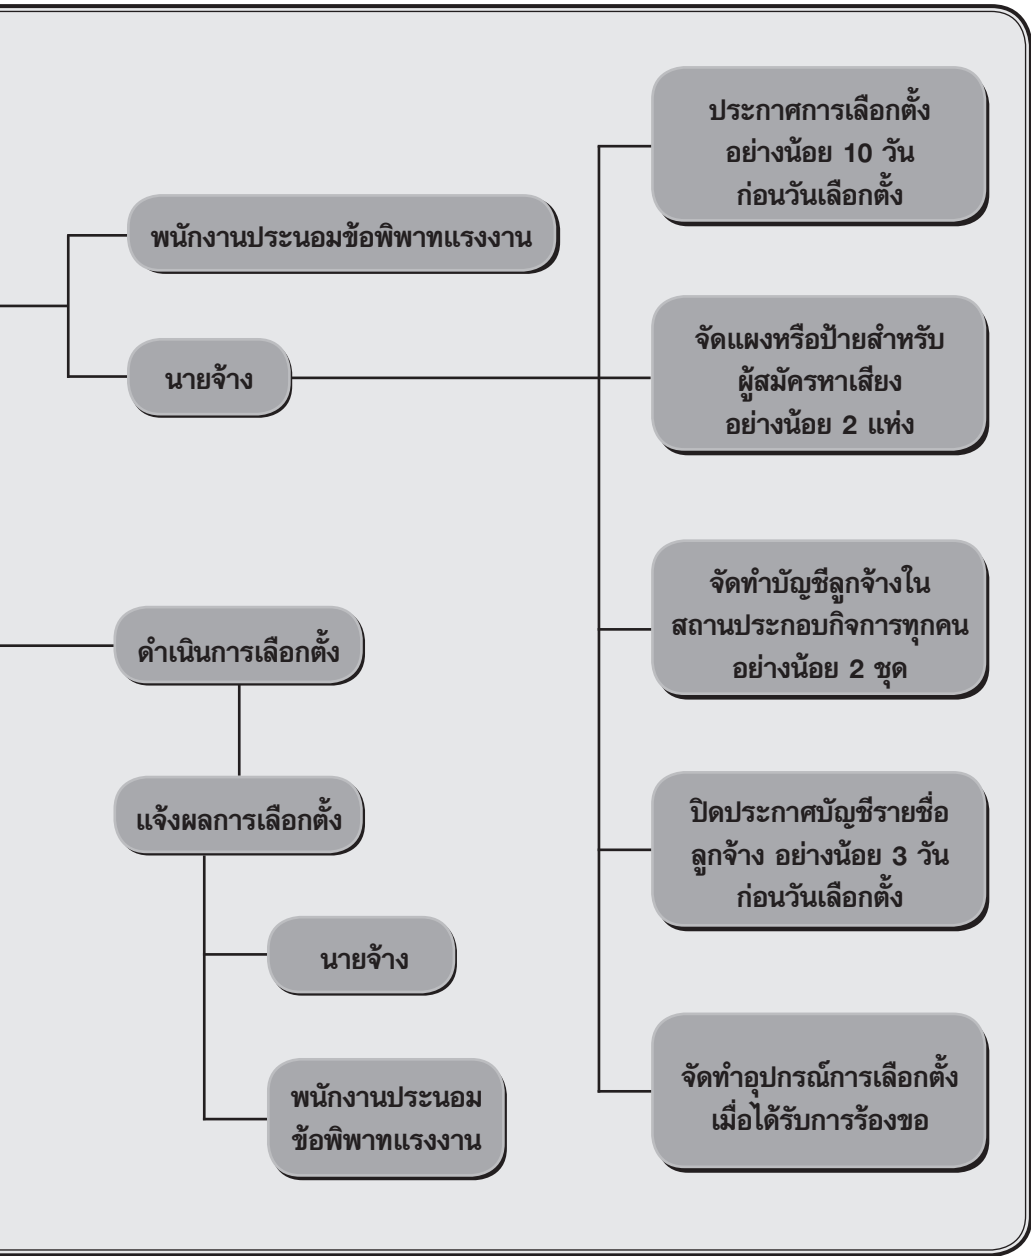 พนักงานประนอมข้อพิพาทแรงงาน
นายจ้าง
ประกาศการเลือกตั้ง
อย่างน้อย 10 วัน
ก่อนวันเลือกตั้ง
จัดแผงหรือป้ายสำหรับ
ผู้สมัครหาเสียง
อย่างน้อย 2 แห่ง
จัดทำบัญชีลูกจ้างใน
สถานประกอบกิจการทุกคน
อย่างน้อย 2 ชุด
ปิดประกาศบัญชีรายชื่อ
ลูกจ้าง อย่างน้อย 3 วัน
ก่อนวันเลือกตั้ง
จัดทำอุปกรณ์การเลือกตั้ง
เมื่อได้รับการร้องขอ
ดำเนินการเลือกตั้ง
แจ้งผลการเลือกตั้ง
นายจ้าง
พนักงานประนอม
ข้อพิพาทแรงงาน